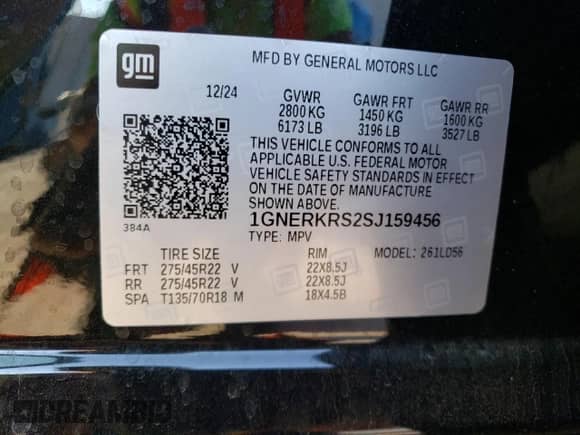 gm
MFD BY GENERAL MOTORS LLC
12/24 GVWR GAWR FRT GAWR RR
2800 KG 1450 KG 1600 KG
6173 LB 3196 LB 3527 LB
THIS VEHICLE CONFORMS TO ALL
APPLICABLE U.S. FEDERAL MOTOR
VEHICLE SAFETY STANDARDS IN EFFECT
ON THE DATE OF MANUFACTURE
SHOWN ABOVE.
384A
1GNERKRS2SJ159456
TYPE: MPV MODEL: 261LD56
TIRE SIZE RIM
FRT 275/45R22 V 22X8.5J
RR 275/45R22 V 22X8.5J
SPA T135/70R18 M 18X4.5B
DREAMBID